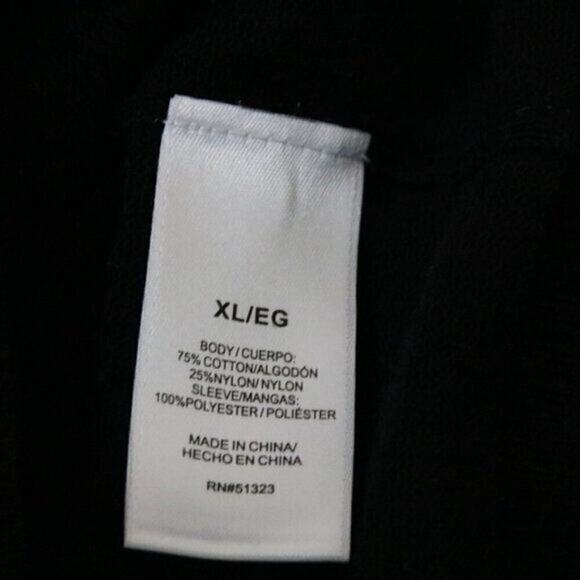 XL/EG
BODY/CUERPO:
75% COTTON/ALGODÓN
25%NYLON/NYLON
SLEEVE/MANGAS:
100%POLYESTER/POLIÉSTER
MADE IN CHINA/
HECHO EN CHINA
RN#51323